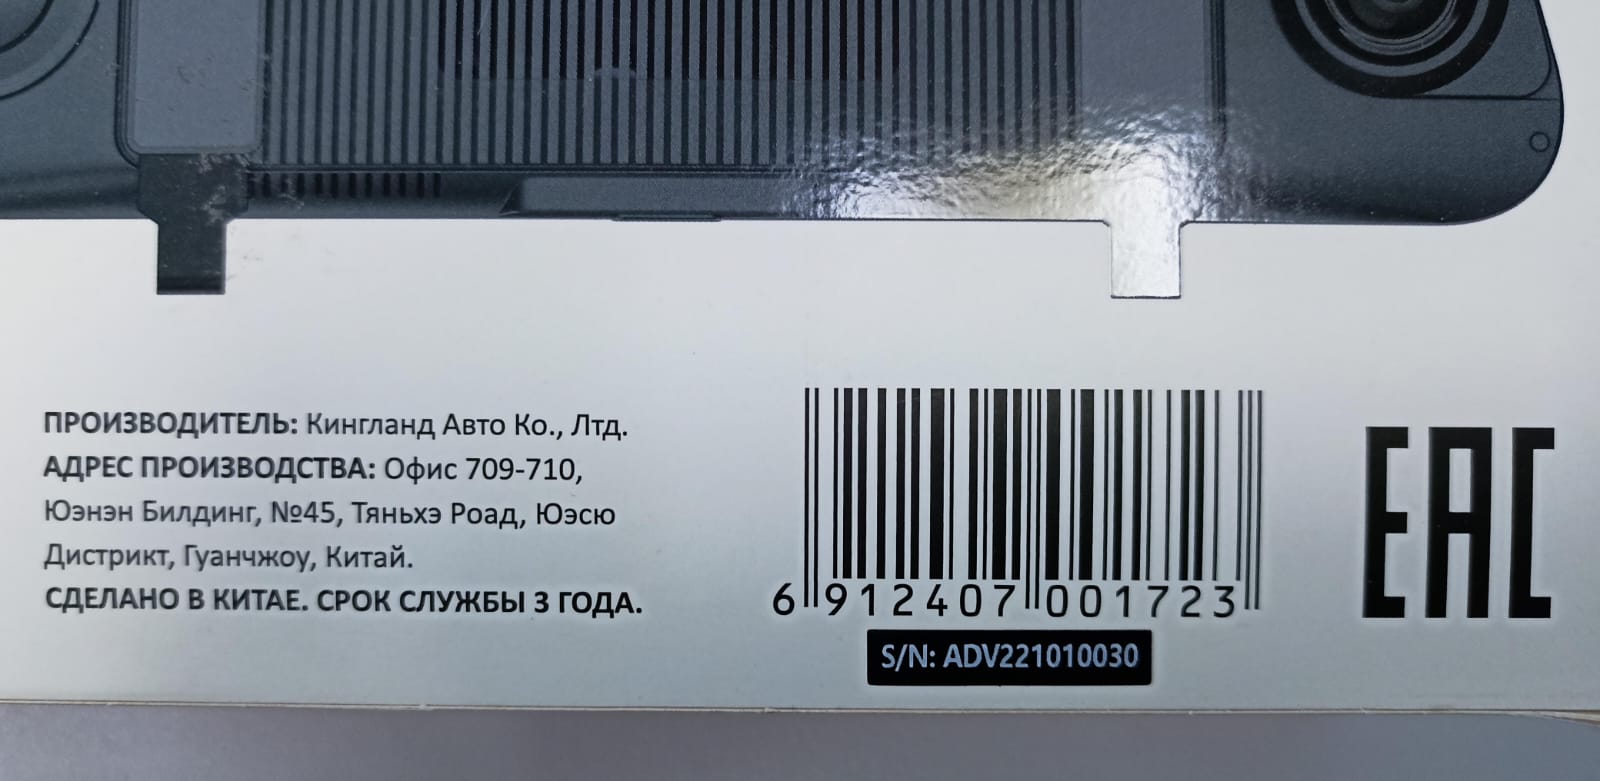 ПРОИЗВОДИТЕЛЬ: Кингланд Авто Ко., Лтд.
АДРЕС ПРОИЗВОДСТВА: Офис 709-710,
Юэнэн Билдинг, №45, Тяньхэ Роад, Юэсю
Дистрикт, Гуанчжоу, Китай.
СДЕЛАНО В КИТАЕ. СРОК СЛУЖБЫ 3 ГОДА.
6 912407 001723
S/N: ADV221010030
EAC